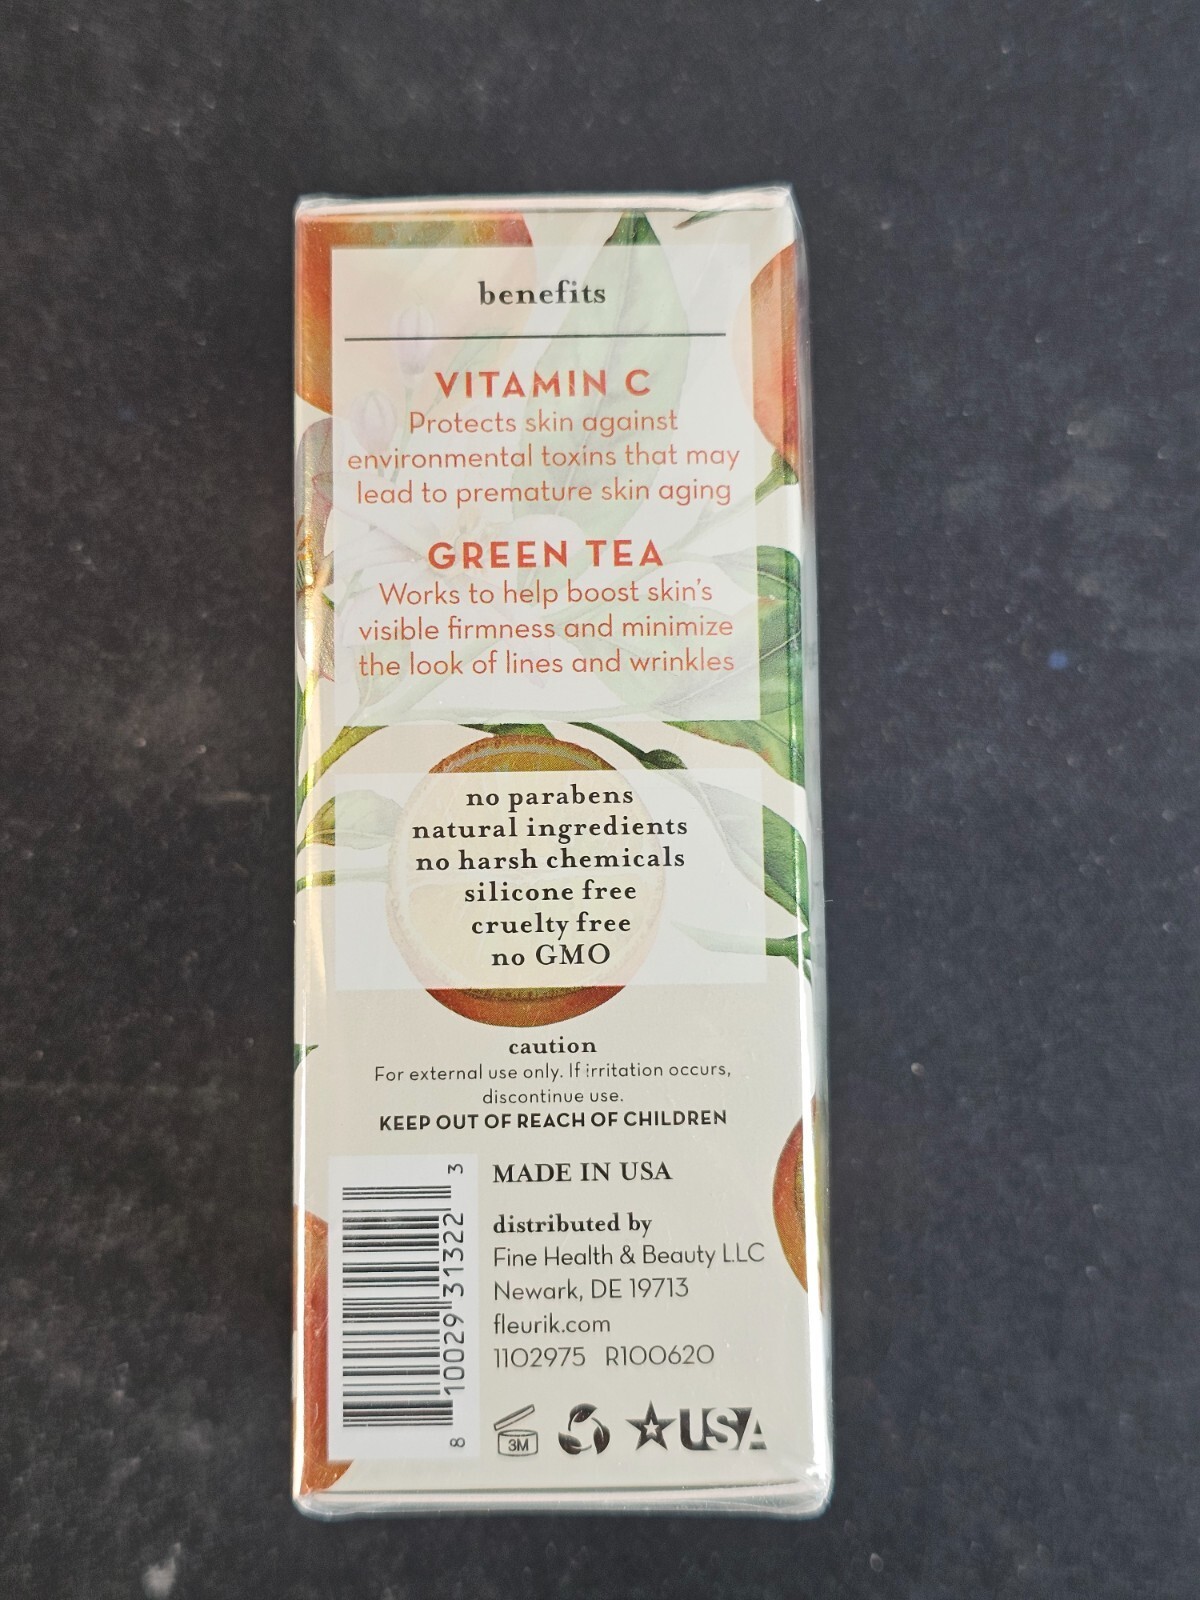 benefits
VITAMIN C
Protects skin against
environmental toxins that may
lead to premature skin aging
GREEN TEA
Works to help boost skin's
visible firmness and minimize
the look of lines and wrinkles
no parabens
natural ingredients
no harsh chemicals
silicone free
cruelty free
no GMO
caution
For external use only. If irritation occurs,
discontinue use.
KEEP OUT OF REACH OF CHILDREN
MADE IN USA
distributed by
Fine Health & Beauty LLC
Newark, DE 19713
fleurik.com
1102975 R100620
8 10029 31322 3
3M
USA